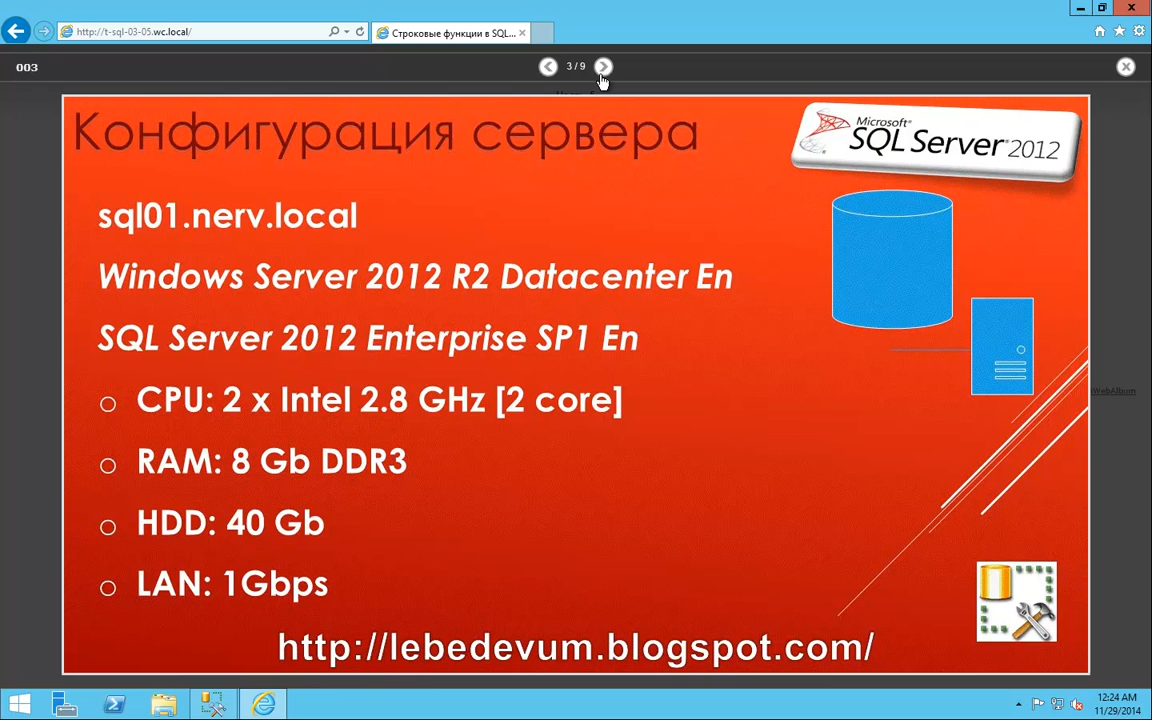 http://t-sql-03-05.wc.local/
Строковые функции в SQL...
003
3 / 9
Конфигурация сервера
Microsoft®
SQL Server® 2012
sql01.nerv.local
Windows Server 2012 R2 Datacenter En
SQL Server 2012 Enterprise SP1 En
CPU: 2 x Intel 2.8 GHz [2 core]
RAM: 8 Gb DDR3
WebAlbom
HDD: 40 Gb
LAN: 1Gbps
http://lebedevum.blogspot.com/
12:24 AM
11/29/2014